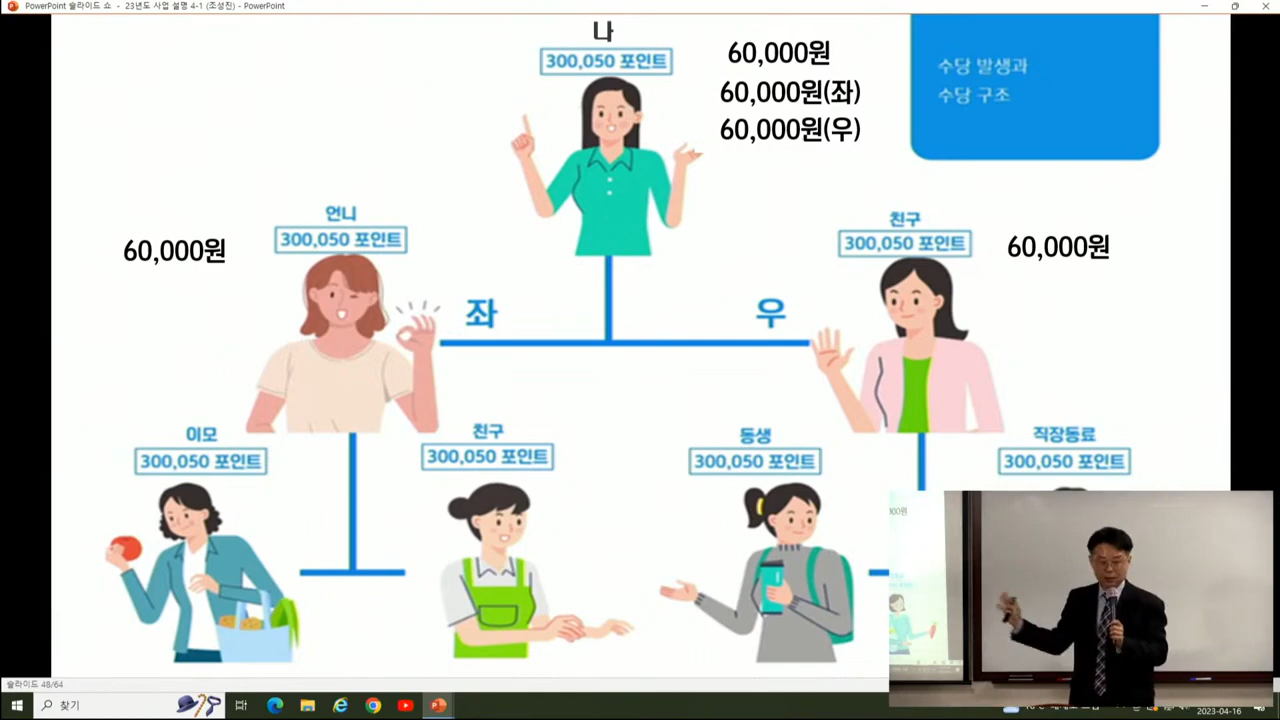 PowerPoint 슬라이드 쇼 - 23년도 사업 설명 4-1 (조성진) - PowerPoint
나
300,050 포인트
60,000원
60,000원(좌)
60,000원(우)
수당 발생과
수당 구조
언니
300,050 포인트
60,000원
친구
300,050 포인트
60,000원
좌
우
이모
300,050 포인트
친구
300,050 포인트
동생
300,050 포인트
직장동료
300,050 포인트
슬라이드 48/64
찾기
2023-04-16